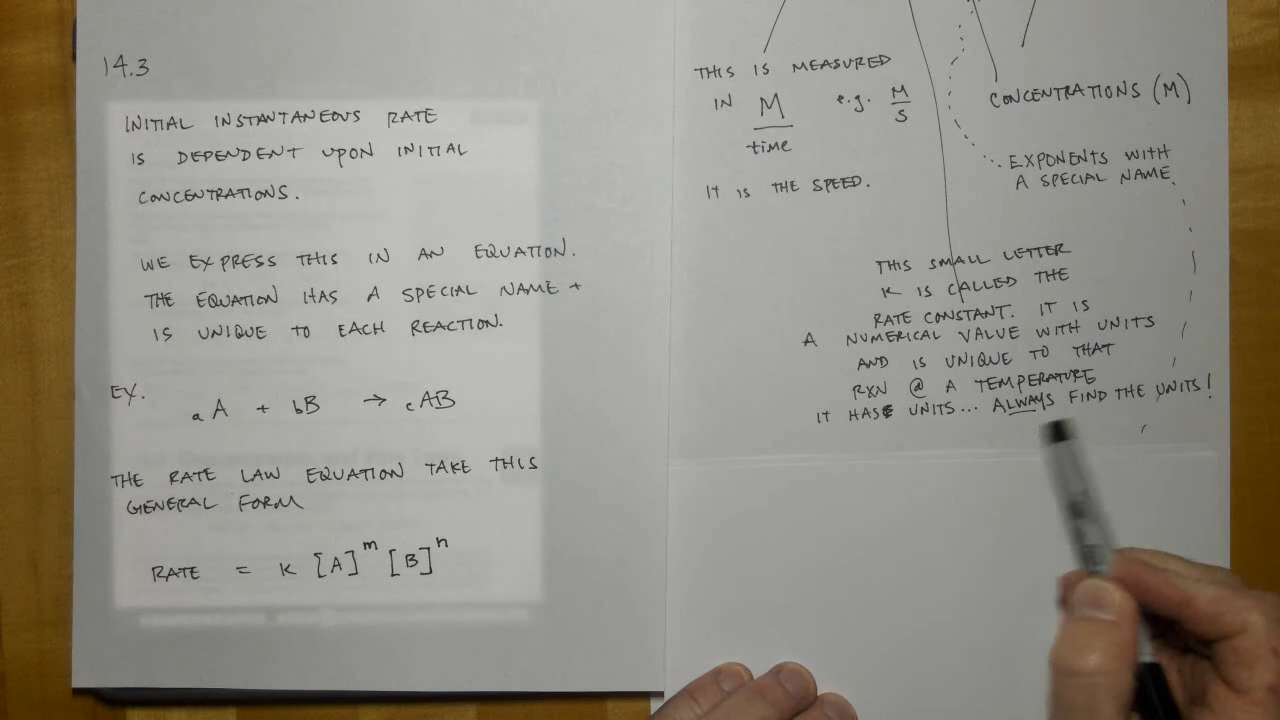 14.3
INITIAL INSTANTANEOUS RATE
IS DEPENDENT UPON INITIAL
CONCENTRATIONS.
WE EXPRESS THIS IN AN EQUATION.
THE EQUATION HAS A SPECIAL NAME +
IS UNIQUE TO EACH REACTION.
EX.
aA + bB → cAB
THE RATE LAW EQUATION TAKE THIS
GENERAL FORM
RATE = K [A]^m [B]^n
THIS IS MEASURED
IN M/time e.g. M/S
IT IS THE SPEED.
CONCENTRATIONS (M)
EXPONENTS WITH
A SPECIAL NAME
THIS SMALL LETTER
K IS CALLED THE
RATE CONSTANT. IT IS
A NUMERICAL VALUE WITH UNITS
AND IS UNIQUE TO THAT
RXN @ A TEMPERATURE
IT HAS UNITS... ALWAYS FIND THE UNITS!